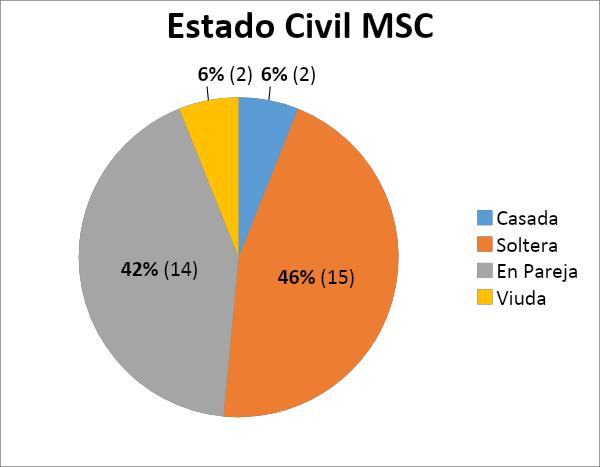 Estado Civil MSC
6% (2) 6% (2)
42% (14)
46% (15)
Casada
Soltera
En Pareja
Viuda